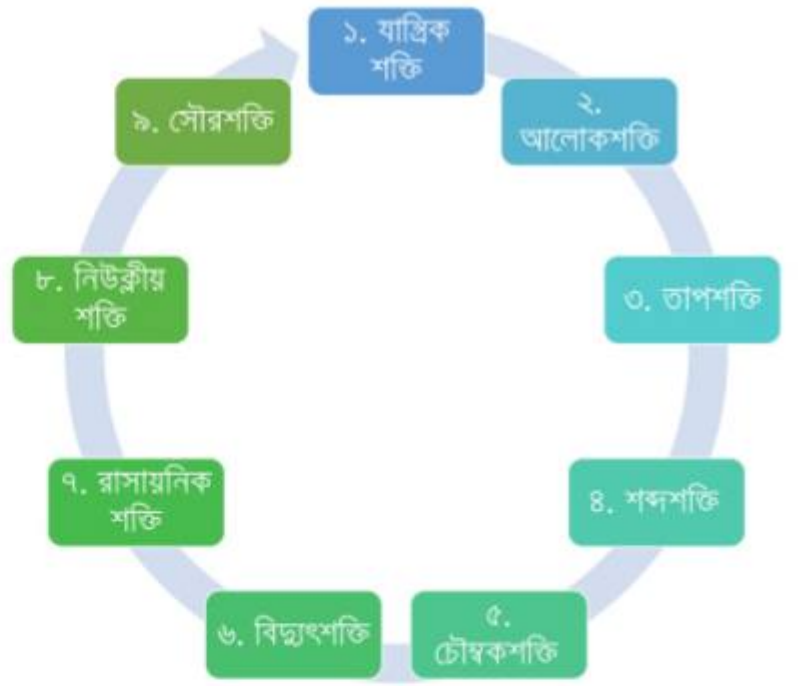 ১. যান্ত্রিক
শক্তি
২.
আলোকশক্তি
৩. তাপশক্তি
৪. শব্দশক্তি
৫.
চৌম্বকশক্তি
৬. বিদ্যুৎশক্তি
৭. রাসায়নিক
শক্তি
৮. নিউক্লীয়
শক্তি
৯. সৌরশক্তি